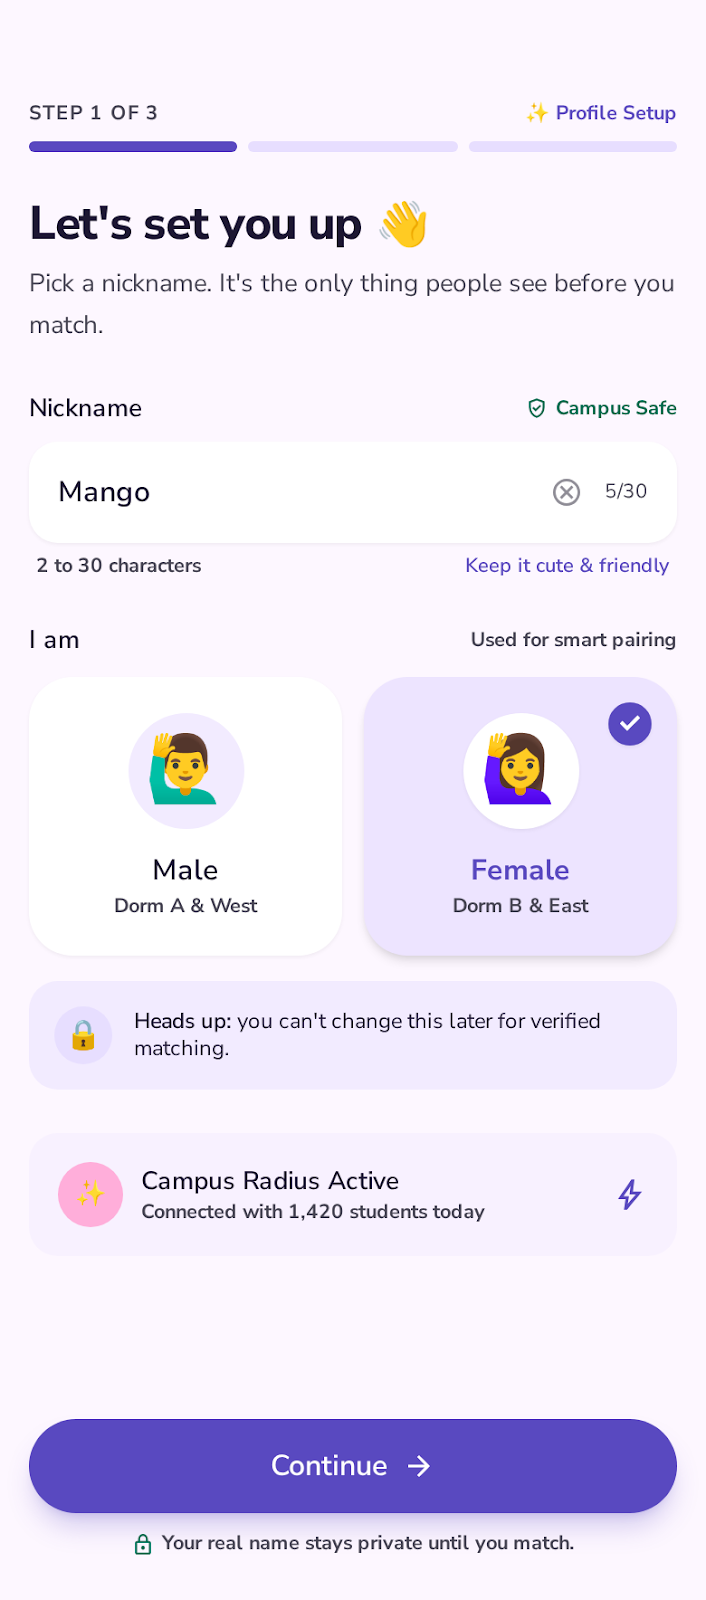 STEP 1 OF 3
✨ Profile Setup
Let's set you up 👋
Pick a nickname. It's the only thing people see before you
match.
Nickname
Campus Safe
Mango
5/30
2 to 30 characters
Keep it cute & friendly
I am
Used for smart pairing
Male
Dorm A & West
Female
Dorm B & East
Heads up: you can't change this later for verified
matching.
Campus Radius Active
Connected with 1,420 students today
Continue →
Your real name stays private until you match.